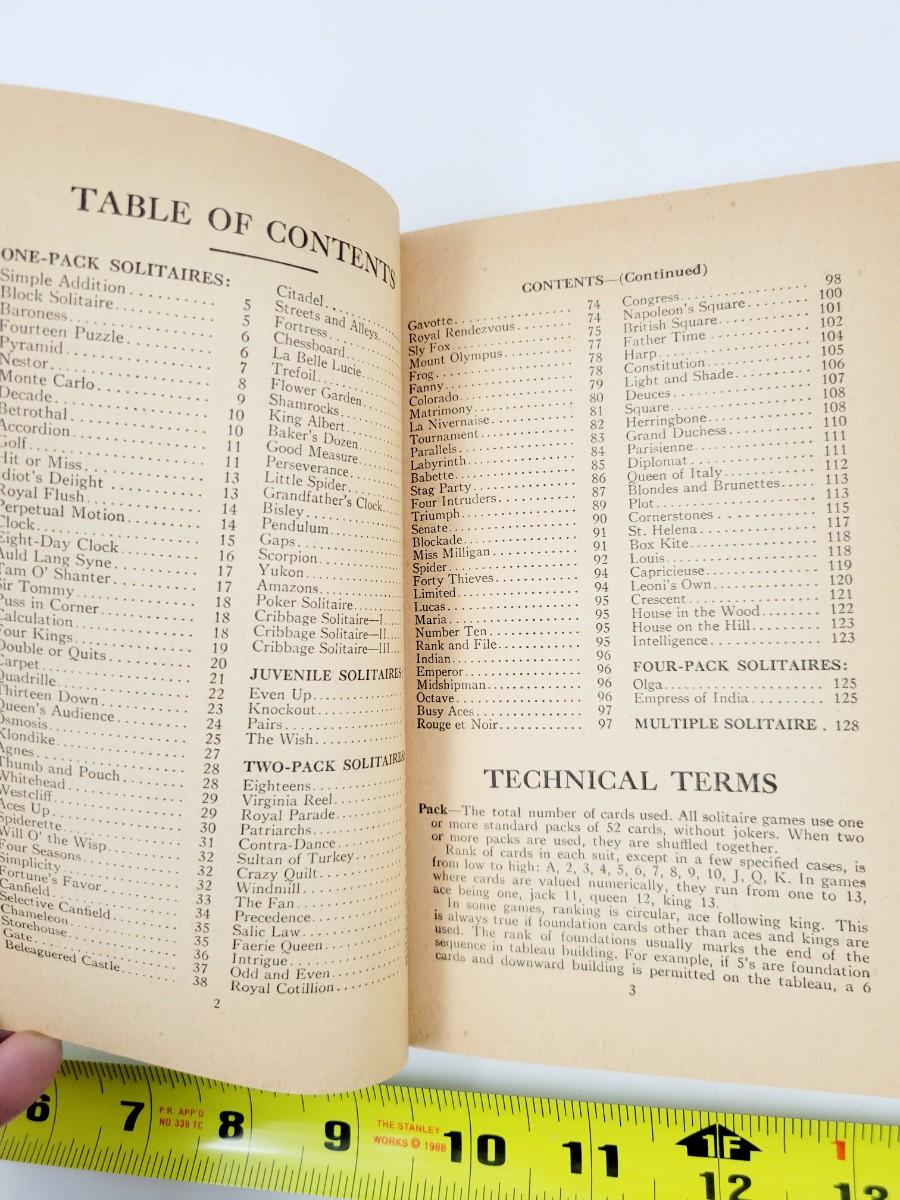 TABLE OF CONTENTS
ONE-PACK SOLITAIRES:
Simple Addition.......... 5
Block Solitaire.......... 5
Baroness.......... 6
Fourteen Puzzle.......... 6
Pyramid.......... 7
Nestor.......... 8
Monte Carlo.......... 9
Decade.......... 10
Betrothal.......... 10
Accordion.......... 11
Golf.......... 11
Hit or Miss.......... 13
Idiot's Delight.......... 13
Royal Flush.......... 14
Perpetual Motion.......... 14
Clock.......... 15
Eight-Day Clock.......... 16
Auld Lang Syne.......... 17
Tam O' Shanter.......... 17
Sir Tommy.......... 18
Puss in Corner.......... 18
Calculation.......... 18
Four Kings.......... 19
Double or Quits.......... 20
Carpet.......... 21
Quadrille.......... 22
Thirteen Down.......... 23
Queen's Audience.......... 24
Osmosis.......... 25
Klondike.......... 27
Agnes.......... 28
Thumb and Pouch.......... 28
Whitehead.......... 29
Westcliff.......... 29
Aces Up.......... 30
Spiderette.......... 31
Will O' the Wisp.......... 32
Four Seasons.......... 32
Simplicity.......... 32
Fortune's Favor.......... 33
Canfield.......... 34
Selective Canfield.......... 35
Chameleon.......... 35
Storehouse.......... 36
Gate.......... 37
Beleaguered Castle.......... 38
Citadel..........
Streets and Alleys....
Fortress..........
Chessboard..........
La Belle Lucie......
Trefoil..........
Flower Garden......
Shamrocks..........
King Albert..........
Baker's Dozen......
Good Measure......
Perseverance..........
Little Spider..........
Grandfather's Clock....
Bisley..........
Pendulum..........
Gaps..........
Scorpion..........
Yukon..........
Amazons..........
Poker Solitaire......
Cribbage Solitaire—I....
Cribbage Solitaire—II...
Cribbage Solitaire—III...
JUVENILE SOLITAIRES:
Even Up..........
Knockout..........
Pairs..........
The Wish..........
TWO-PACK SOLITAIRES:
Eighteens..........
Virginia Reel..........
Royal Parade..........
Patriarchs..........
Contra-Dance..........
Sultan of Turkey......
Crazy Quilt..........
Windmill..........
The Fan..........
Precedence..........
Salic Law..........
Faerie Queen..........
Intrigue..........
Odd and Even..........
Royal Cotillion..........
2
CONTENTS—(Continued)
Gavotte.......... 74
Royal Rendezvous.......... 74
Sly Fox.......... 75
Mount Olympus.......... 77
Frog.......... 78
Fanny.......... 78
Colorado.......... 79
Matrimony.......... 80
La Nivernaise.......... 81
Tournament.......... 82
Parallels.......... 83
Labyrinth.......... 84
Babette.......... 85
Stag Party.......... 86
Four Intruders.......... 87
Triumph.......... 89
Senate.......... 90
Blockade.......... 91
Miss Milligan.......... 91
Spider.......... 92
Forty Thieves.......... 94
Limited.......... 94
Lucas.......... 95
Maria.......... 95
Number Ten.......... 95
Rank and File.......... 95
Indian.......... 96
Emperor.......... 96
Midshipman.......... 96
Octave.......... 96
Busy Aces.......... 97
Rouge et Noir.......... 97
Congress.......... 98
Napoleon's Square.......... 100
British Square.......... 101
Father Time.......... 102
Harp.......... 104
Constitution.......... 105
Light and Shade.......... 106
Deuces.......... 107
Square.......... 108
Herringbone.......... 108
Grand Duchess.......... 110
Parisienne.......... 111
Diplomat.......... 111
Queen of Italy.......... 112
Blondes and Brunettes..... 113
Plot.......... 113
Cornerstones.......... 115
St. Helena.......... 117
Box Kite.......... 118
Louis.......... 118
Capricieuse.......... 119
Leoni's Own.......... 120
Crescent.......... 121
House in the Wood........ 122
House on the Hill........ 123
Intelligence.......... 123
FOUR-PACK SOLITAIRES:
Olga.......... 125
Empress of India.......... 125
MULTIPLE SOLITAIRE . 128
TECHNICAL TERMS
Pack—The total number of cards used. All solitaire games use one
or more standard packs of 52 cards, without jokers. When two
or more packs are used, they are shuffled together.
Rank of cards in each suit, except in a few specified cases, is
from low to high: A, 2, 3, 4, 5, 6, 7, 8, 9, 10, J, Q, K. In games
where cards are valued numerically, they run from one to 13,
ace being one, jack 11, queen 12, king 13.
In some games, ranking is circular, ace following king. This
is always true if foundation cards other than aces and kings are
used. The rank of foundations usually marks the end of the
sequence in tableau building. For example, if 5's are foundation
cards and downward building is permitted on the tableau, a 6
3
6 7 8 9 10 11 1F 12 1 13
P.R. APP'D
NO. 339 TC
THE STANLEY
WORKS © 1988